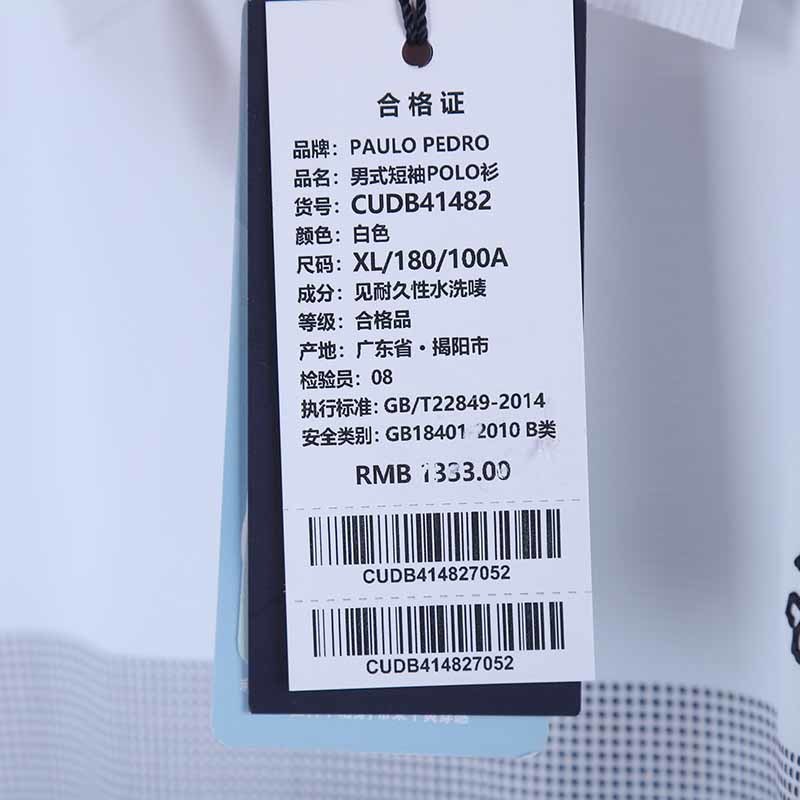 合格证
品牌：PAULO PEDRO
品名：男式短袖POLO衫
货号：CUDB41482
颜色：白色
尺码：XL/180/100A
成分：见耐久性水洗唛
等级：合格品
产地：广东省·揭阳市
检验员：08
执行标准：GB/T22849-2014
安全类别：GB18401-2010 B类
RMB 1333.00
CUDB414827052
CUDB414827052